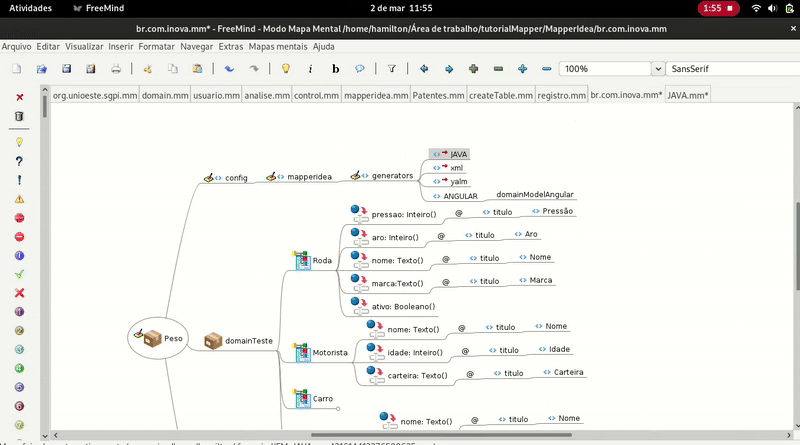 Atividades FreeMind 2 de mar 11:55 1:55
br.com.inova.mm* - FreeMind - Modo Mapa Mental /home/hamilton/Área de trabalho/tutorialMapper/MapperIdea/br.com.inova.mm
Arquivo Editar Visualizar Inserir Formatar Navegar Extras Mapas mentais Ajuda
100% SansSerif
org.unioeste.sgpi.mm domain.mm usuario.mm analise.mm control.mm mapperidea.mm Patentes.mm createTable.mm registro.mm br.com.inova.mm* JAVA.mm*
JAVA
xml
config mapperidea generators yalm
ANGULAR domainModelAngular
pressao: Inteiro() @ titulo Pressão
aro: Inteiro() @ titulo Aro
Roda nome: Texto() @ titulo Nome
marca:Texto() @ titulo Marca
ativo: Booleano()
Peso domainTeste
nome: Texto() @ titulo Nome
Motorista idade: Inteiro() @ titulo Idade
carteira: Texto() @ titulo Carteira
Carro
nome: Texto() @ titulo Nome